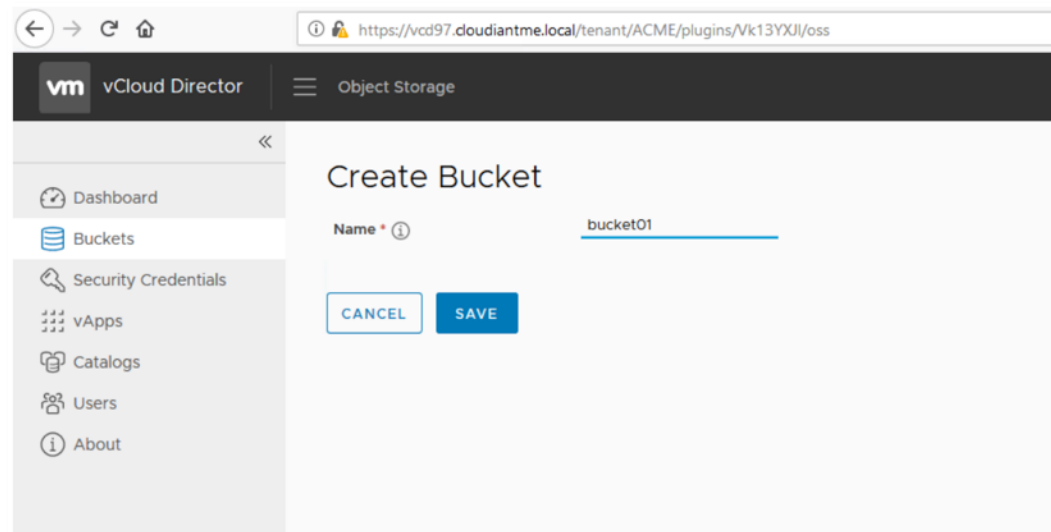 https://vcd97.cloudiantme.local/tenant/ACME/plugins/Vk13YXJl/oss
vm vCloud Director Object Storage
«
Dashboard
Buckets
Security Credentials
vApps
Catalogs
Users
About
Create Bucket
Name * bucket01
CANCEL SAVE